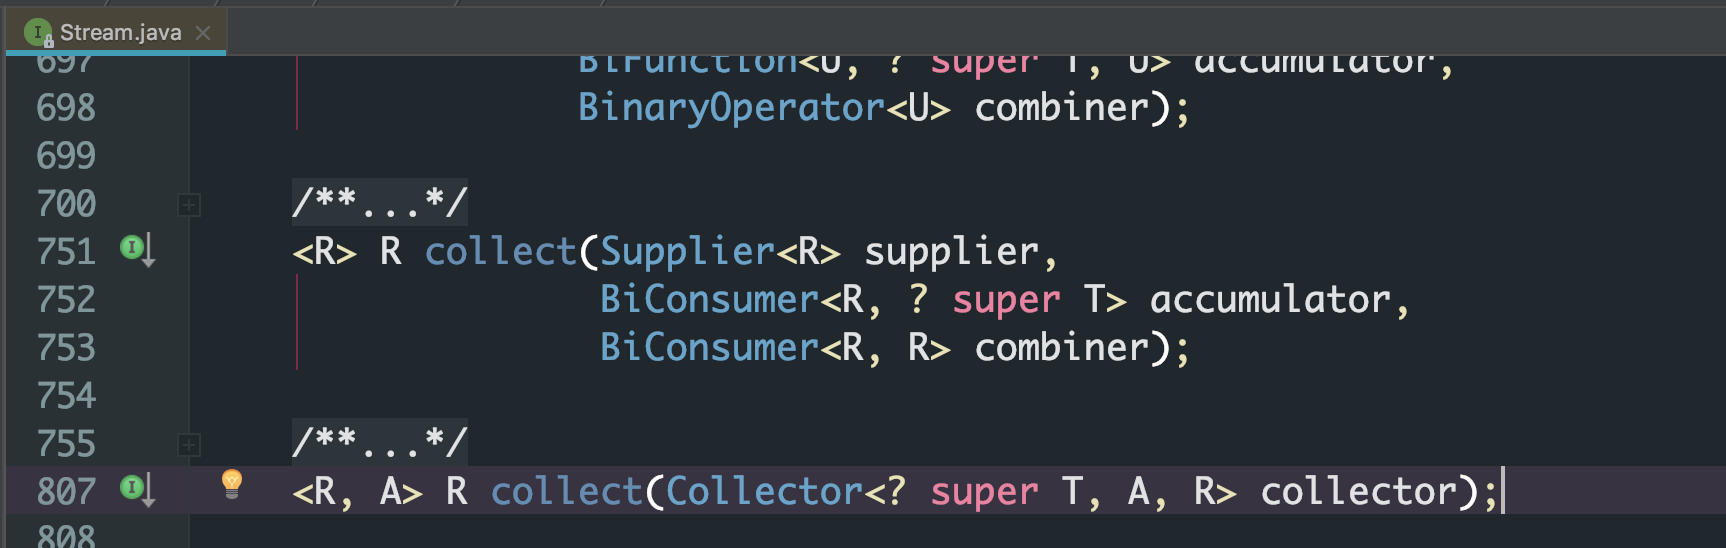 Stream.java
697 BiFunction<U, ? super T, U> accumulator,
698 BinaryOperator<U> combiner);
699
700 /**...*/
751 <R> R collect(Supplier<R> supplier,
752 BiConsumer<R, ? super T> accumulator,
753 BiConsumer<R, R> combiner);
754
755 /**...*/
807 <R, A> R collect(Collector<? super T, A, R> collector);
808